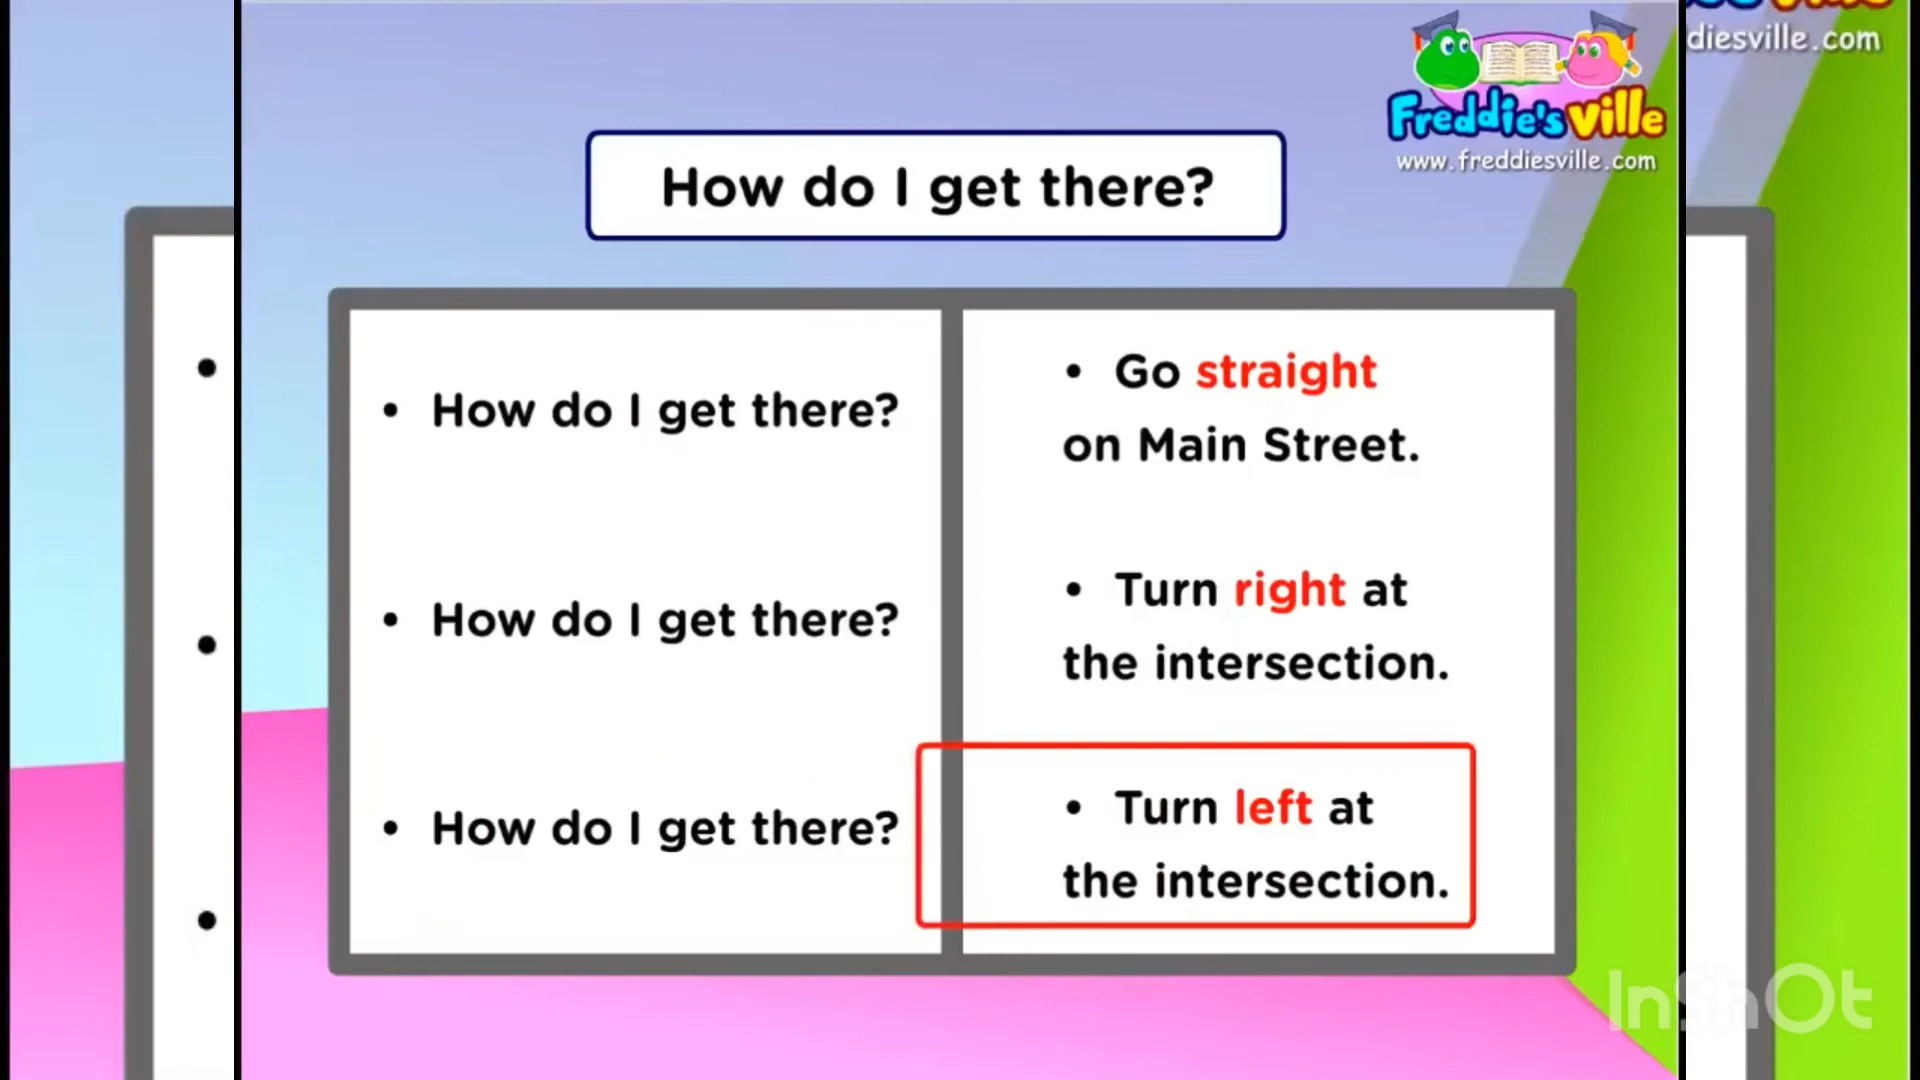 Freddie'sville
www.freddiesville.com
diesville.com
How do I get there?
• How do I get there?
• Go straight
on Main Street.
• How do I get there?
• Turn right at
the intersection.
• How do I get there?
• Turn left at
the intersection.
InShOt